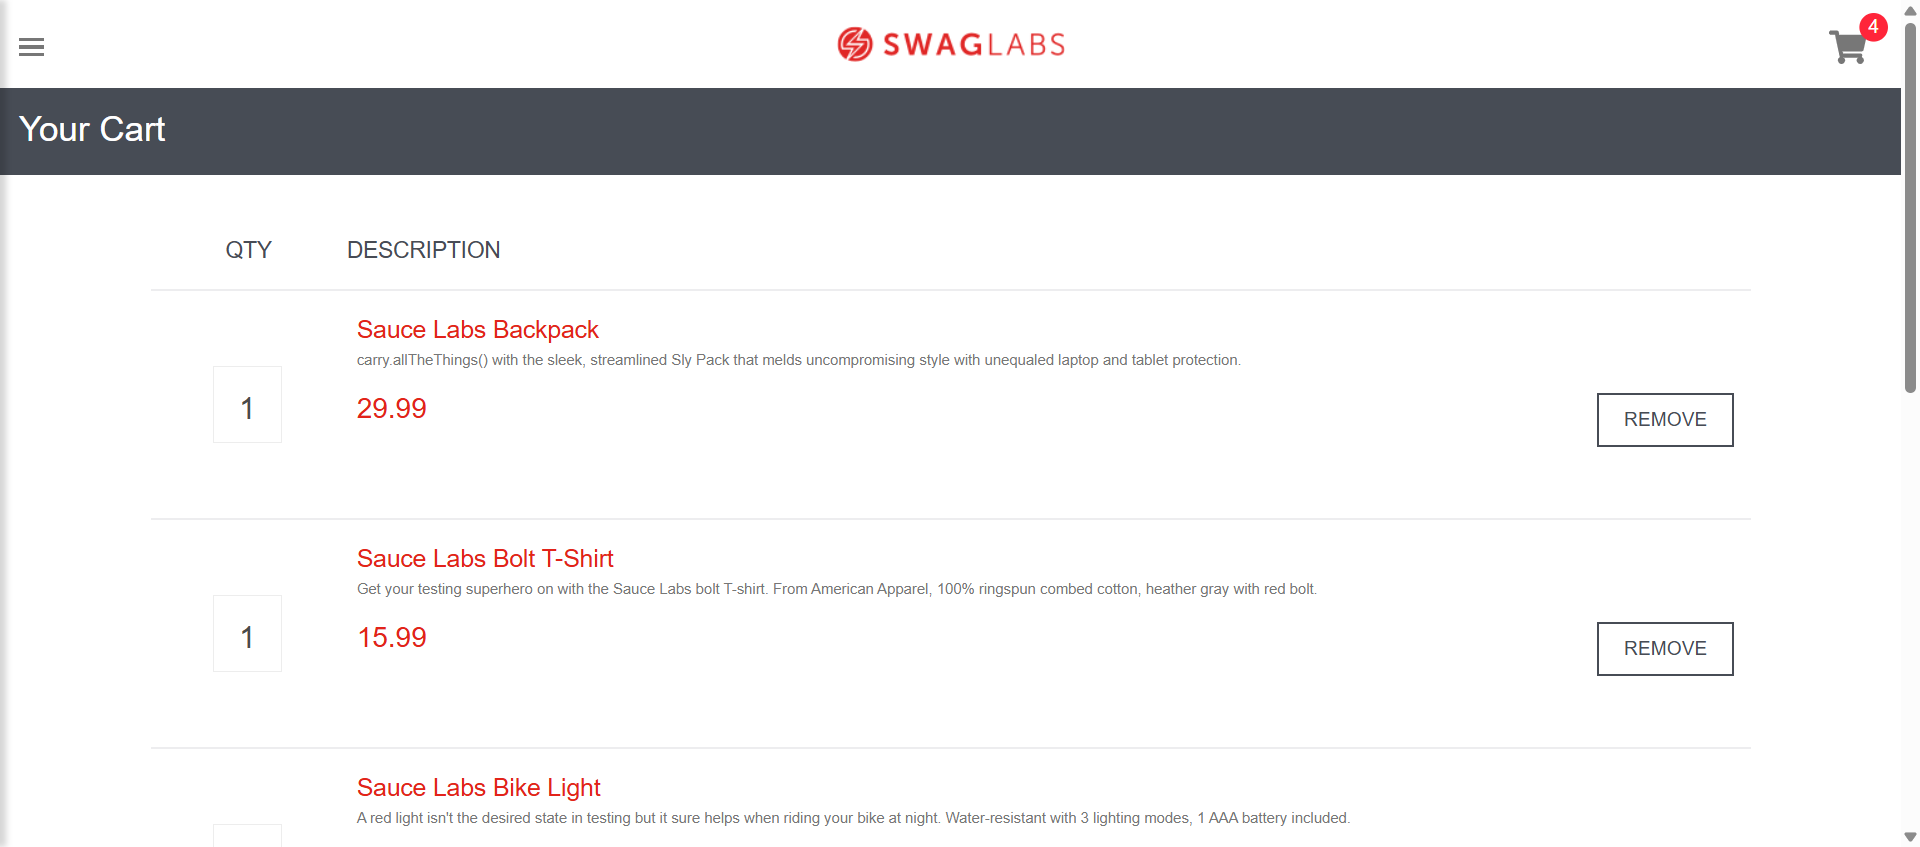 SWAGLABS
4
Your Cart
QTY DESCRIPTION
Sauce Labs Backpack
carry.allTheThings() with the sleek, streamlined Sly Pack that melds uncompromising style with unequaled laptop and tablet protection.
1
29.99
REMOVE
Sauce Labs Bolt T-Shirt
Get your testing superhero on with the Sauce Labs bolt T-shirt. From American Apparel, 100% ringspun combed cotton, heather gray with red bolt.
1
15.99
REMOVE
Sauce Labs Bike Light
A red light isn't the desired state in testing but it sure helps when riding your bike at night. Water-resistant with 3 lighting modes, 1 AAA battery included.